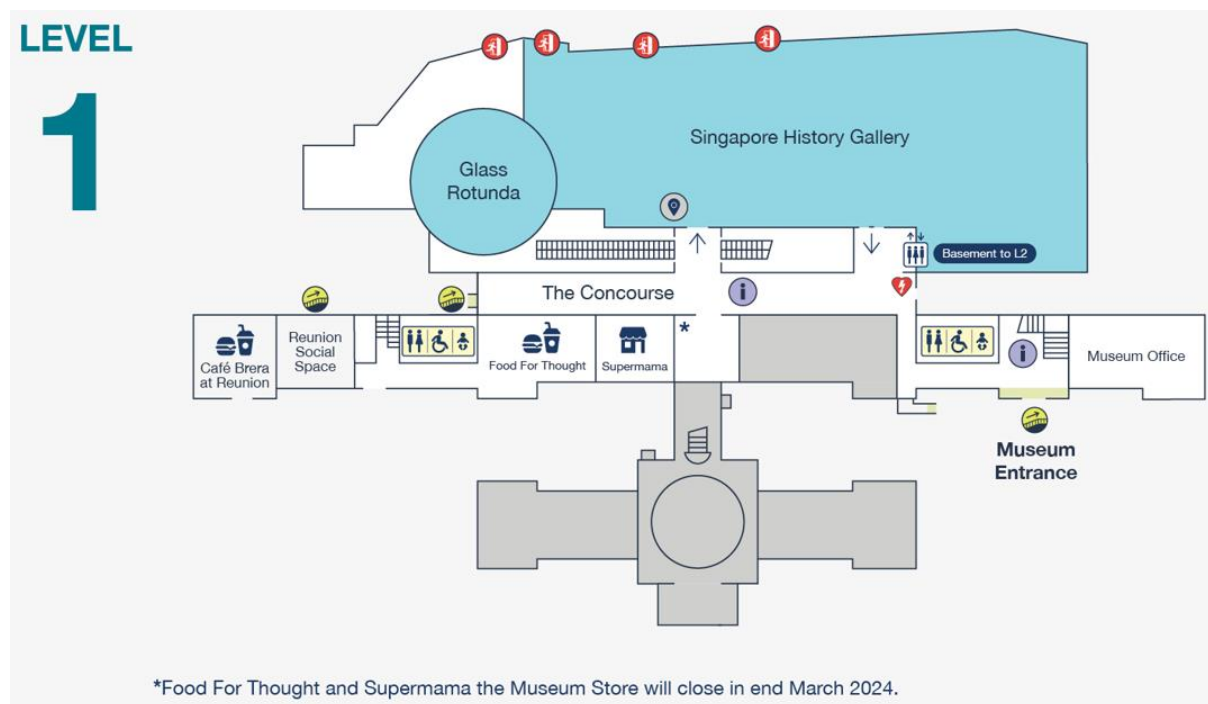 LEVEL
1
Singapore History Gallery
Glass
Rotunda
Basement to L2
The Concourse
i
*
Café Brera
at Reunion
Reunion
Social
Space
Food For Thought
Supermama
i
Museum Office
Museum
Entrance
*Food For Thought and Supermama the Museum Store will close in end March 2024.